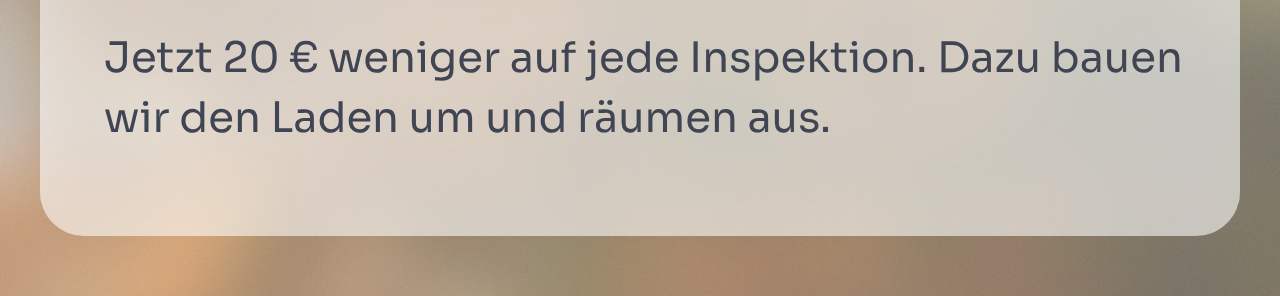 Jetzt 20 € weniger auf jede Inspektion. Dazu bauen
wir den Laden um und räumen aus.